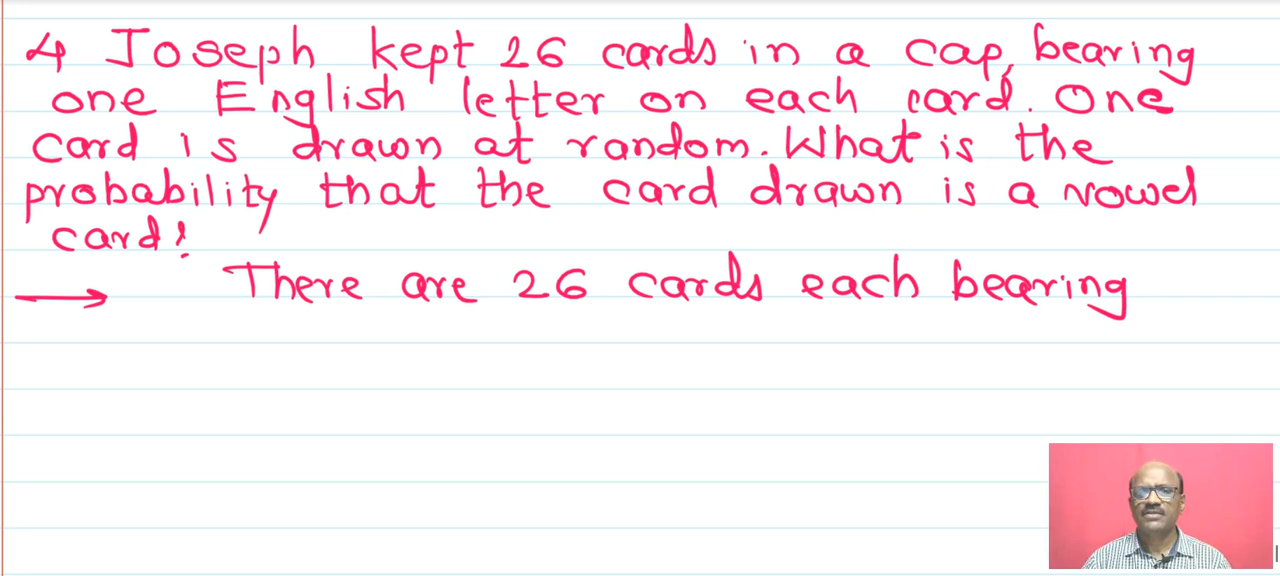 4 Joseph kept 26 cards in a cap, bearing
one English letter on each card. One
card is drawn at random. What is the
probability that the card drawn is a vowel
card?
→ There are 26 cards each bearing